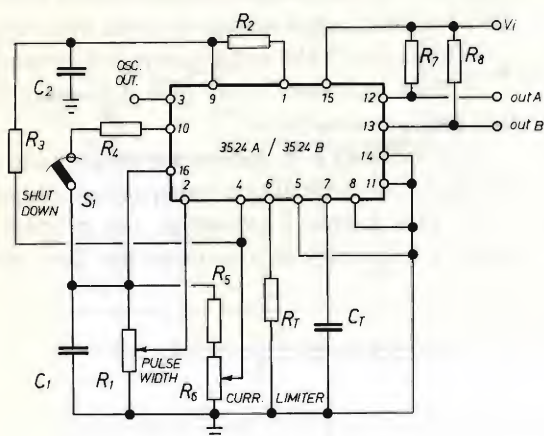 R2
Vi
OSC.
OUT.
C2
R7
R8
3
9
1
15
12
outA
10
13
outB
R3
R4
3524 A / 3524 B
14
16
11
SHUT
DOWN
S1
2
4
6
5
7
8
R5
RT
CT
C1
R1
PULSE
WIDTH
R6
CURR. LIMITER